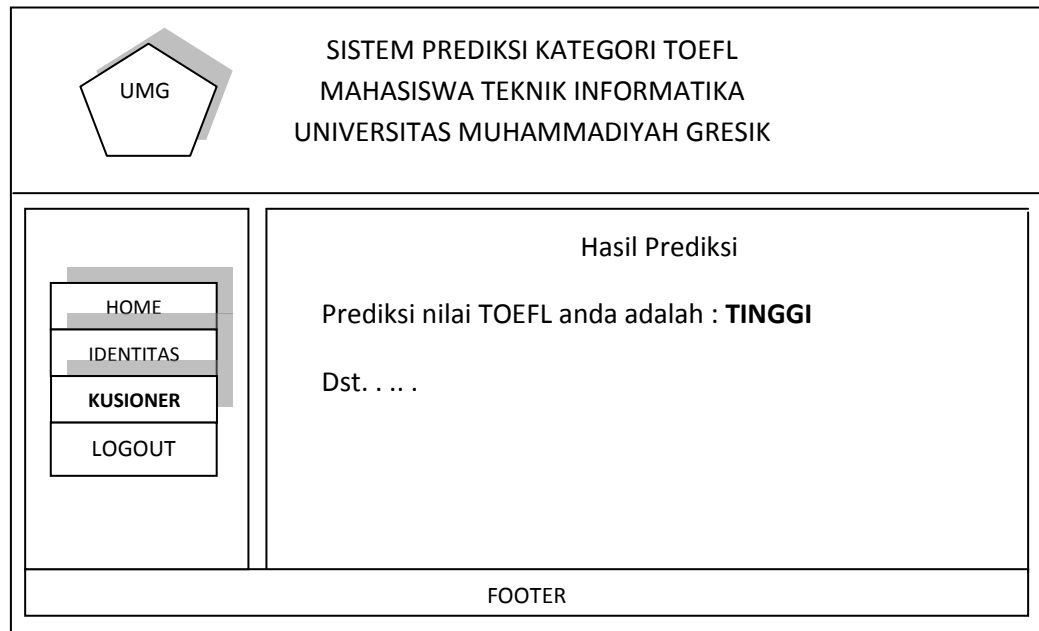 UMG
SISTEM PREDIKSI KATEGORI TOEFL
MAHASISWA TEKNIK INFORMATIKA
UNIVERSITAS MUHAMMADIYAH GRESIK
HOME
IDENTITAS
KUSIONER
LOGOUT
Hasil Prediksi
Prediksi nilai TOEFL anda adalah : TINGGI
Dst. . .. .
FOOTER